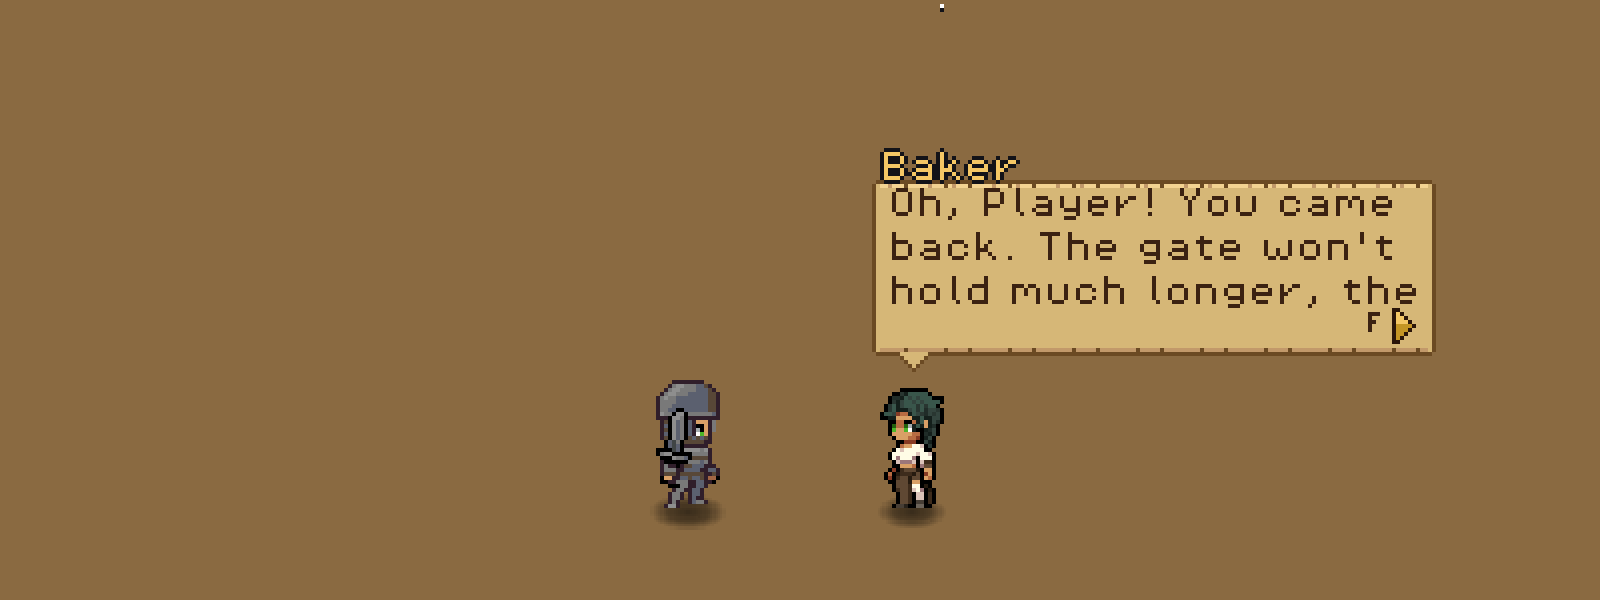 Baker
Oh, Player! You came
back. The gate won't
hold much longer, the
F